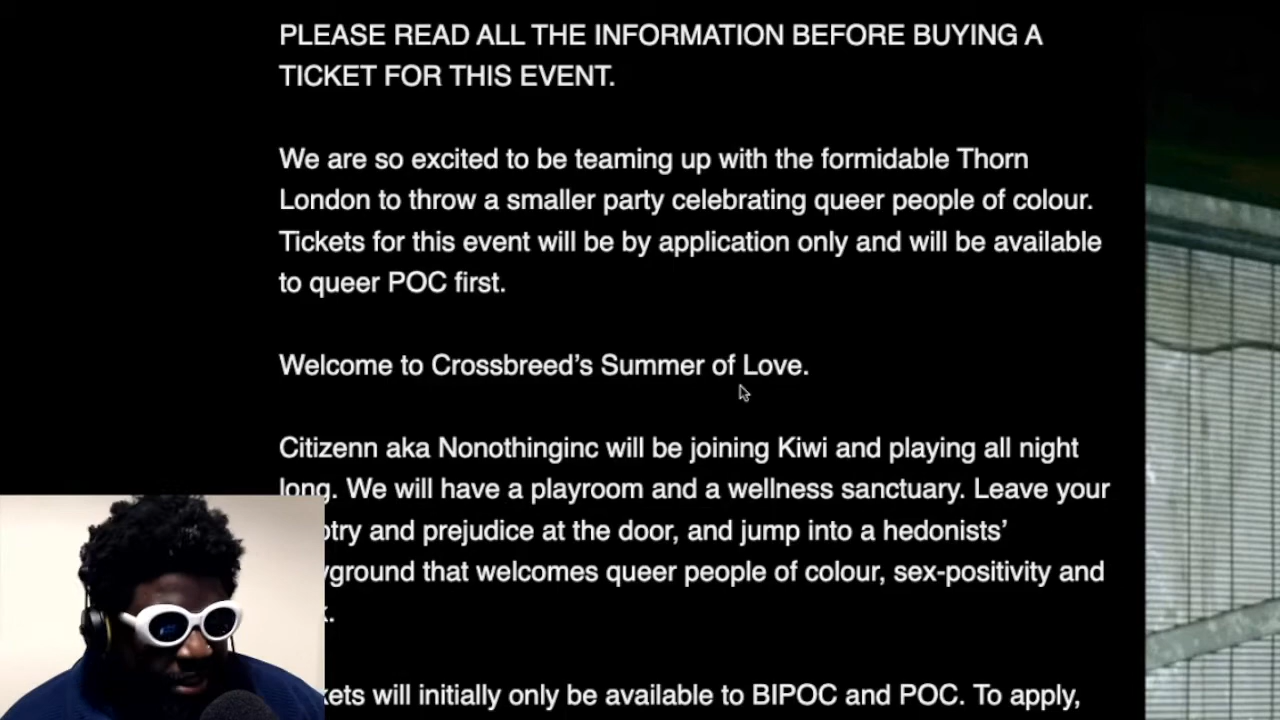 PLEASE READ ALL THE INFORMATION BEFORE BUYING A
TICKET FOR THIS EVENT.
We are so excited to be teaming up with the formidable Thorn
London to throw a smaller party celebrating queer people of colour.
Tickets for this event will be by application only and will be available
to queer POC first.
Welcome to Crossbreed's Summer of Love.
Citizenn aka Nonothinginc will be joining Kiwi and playing all night
long. We will have a playroom and a wellness sanctuary. Leave your
and prejudice at the door, and jump into a hedonists'
that welcomes queer people of colour, sex-positivity and
will initially only be available to BIPOC and POC. To apply,